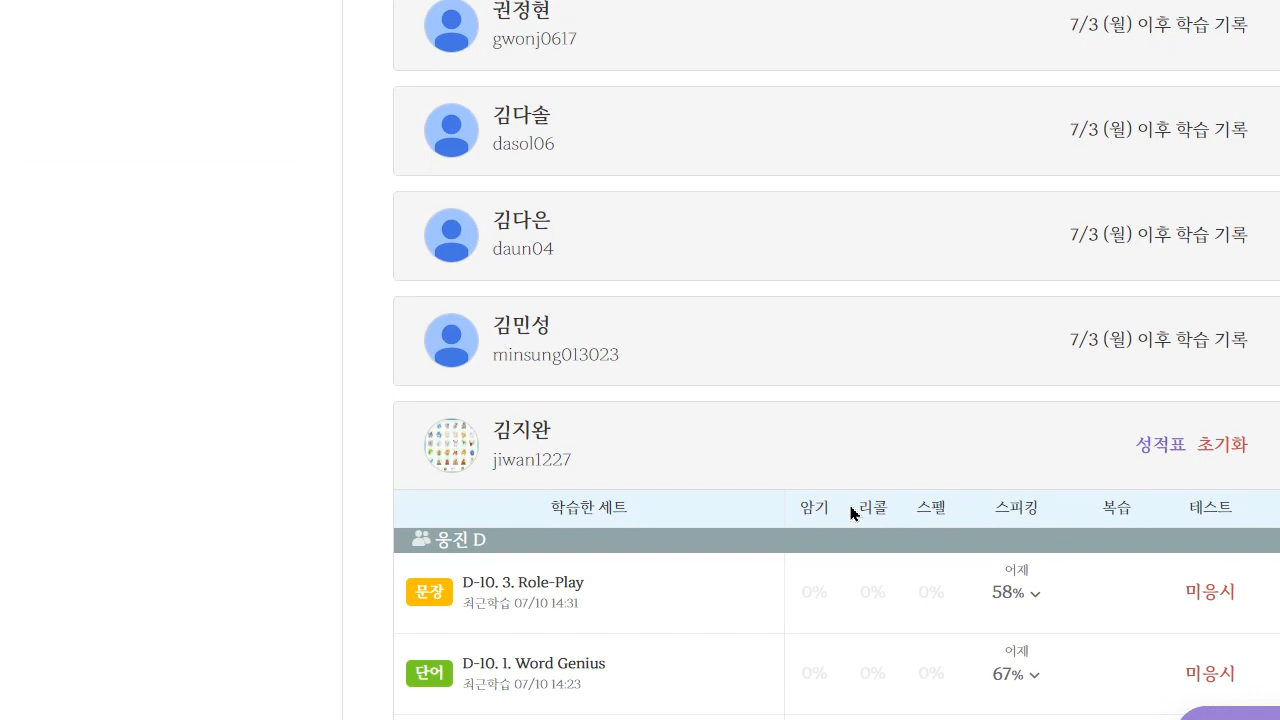 권정현
gwonj0617
7/3 (월) 이후 학습 기록
김다솔
dasol06
7/3 (월) 이후 학습 기록
김다은
daun04
7/3 (월) 이후 학습 기록
김민성
minsung013023
7/3 (월) 이후 학습 기록
김지완
jiwan1227
성적표 초기화
학습한 세트 암기 리콜 스펠 스피킹 복습 테스트
웅진 D
문장 D-10. 3. Role-Play
최근학습 07/10 14:31
0% 0% 0% 어제 58% 미응시
단어 D-10. 1. Word Genius
최근학습 07/10 14:23
0% 0% 0% 어제 67% 미응시